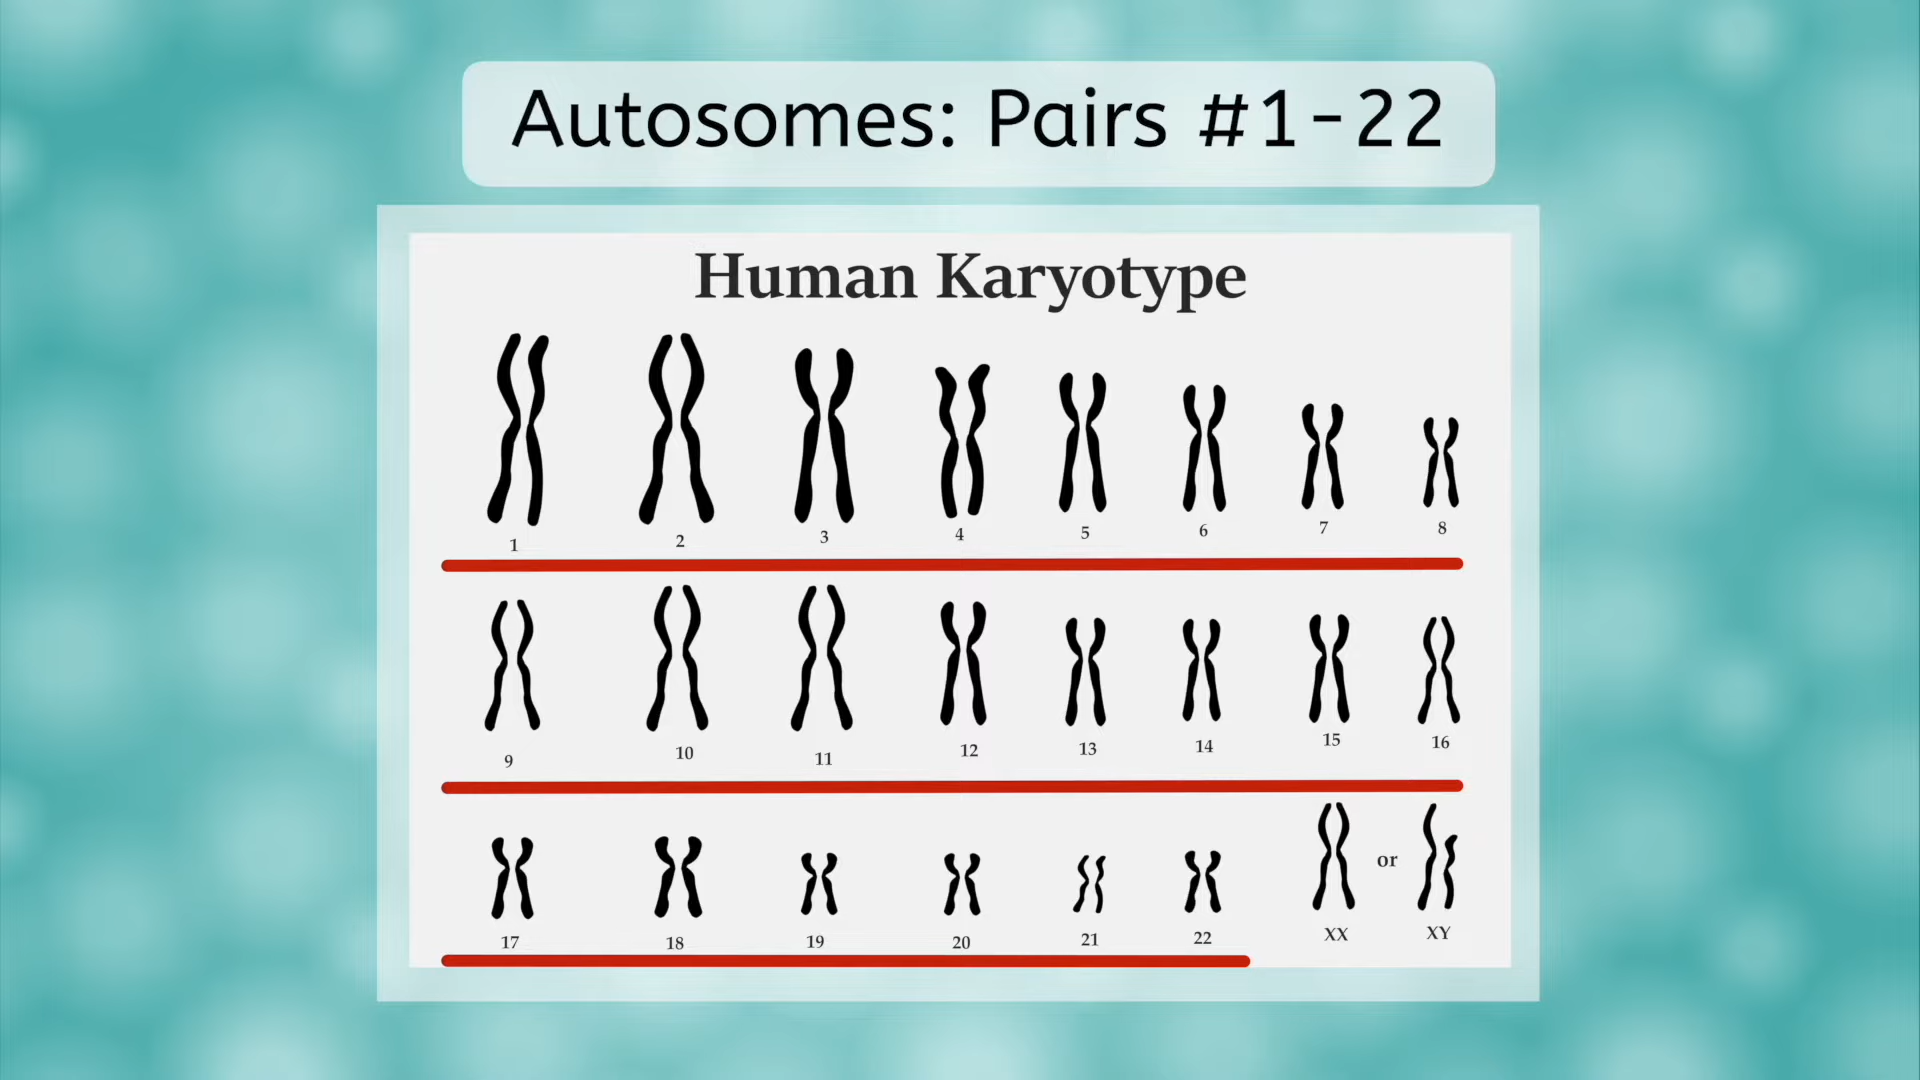 Autosomes: Pairs #1-22
Human Karyotype
1 2 3 4 5 6 7 8
9 10 11 12 13 14 15 16
or
17 18 19 20 21 22 XX XY